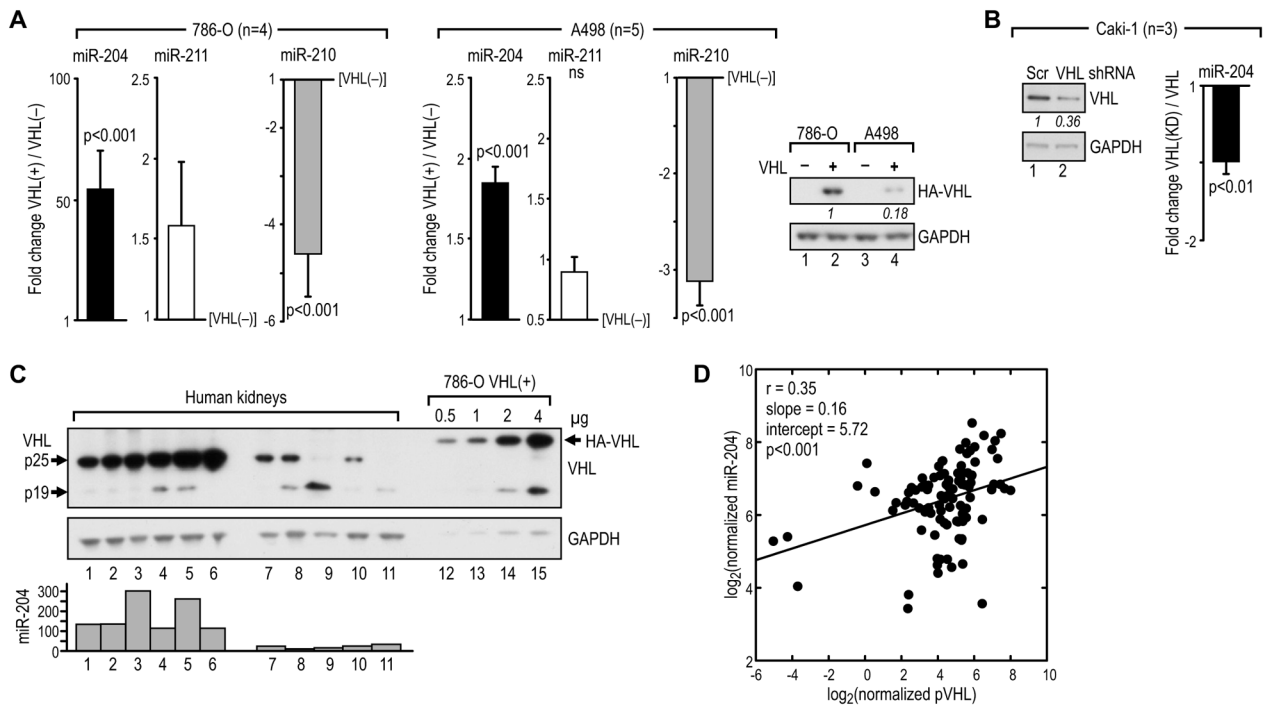 A
786-O (n=4)
miR-204
miR-211
miR-210
Fold change VHL(+) / VHL(–)
100
50
1
p<0.001
2.5
2
1.5
1
[VHL(–)]
1
-2
-4
-6
[VHL(–)]
p<0.001
A498 (n=5)
miR-204
miR-211
ns
miR-210
Fold change VHL(+) / VHL(–)
2.5
2
1.5
1
p<0.001
2.5
2
1.5
1
0.5
[VHL(–)]
1
-2
-3
-5
[VHL(–)]
p<0.001
786-O A498
VHL – + – +
HA-VHL
1 0.18
GAPDH
1 2 3 4
B
Caki-1 (n=3)
Scr VHL shRNA
VHL
1 0.36
GAPDH
1 2
miR-204
Fold change VHL(KD) / VHL
1
-2
p<0.01
C
Human kidneys
786-O VHL(+)
0.5 1 2 4 µg
VHL
p25
p19
HA-VHL
VHL
GAPDH
1 2 3 4 5 6 7 8 9 10 11 12 13 14 15
miR-204
300
200
100
0
1 2 3 4 5 6 7 8 9 10 11
D
r = 0.35
slope = 0.16
intercept = 5.72
p<0.001
log2(normalized miR-204)
10
8
6
4
2
-6 -4 -2 0 2 4 6 8 10
log2(normalized pVHL)